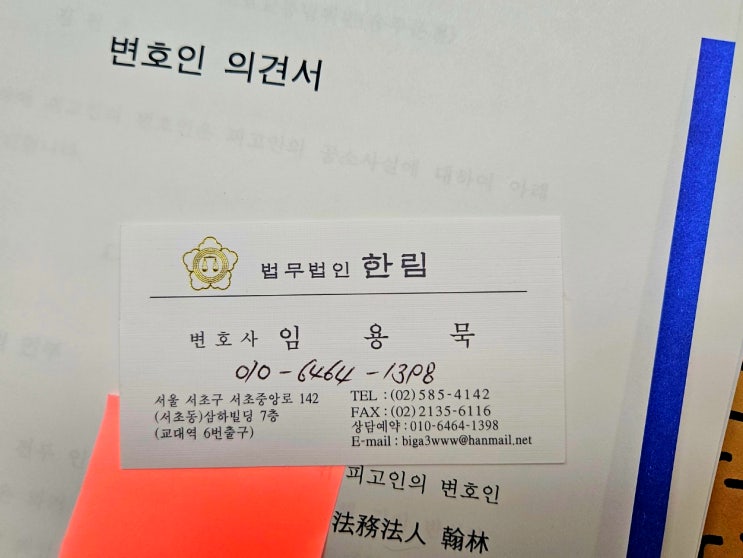 변호인 의견서
법무법인 한림
변호사 임 용 묵
010-6464-1398
서울 서초구 서초중앙로 142
(서초동)삼하빌딩 7층
(교대역 6번출구)
TEL : (02) 585-4142
FAX : (02) 2135-6116
상담예약 : 010-6464-1398
E-mail : biga3www@hanmail.net
피고인의 변호인
法務法人 翰林